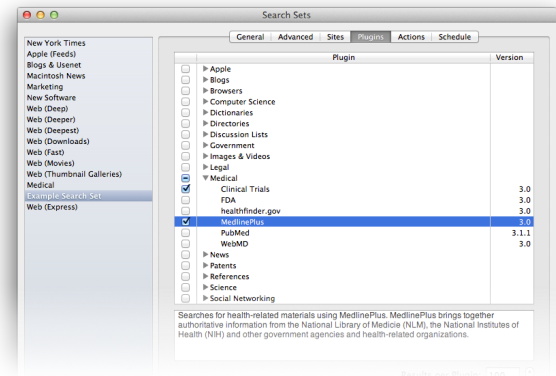 Search Sets
General Advanced Sites Plugins Actions Schedule
New York Times
Apple (Feeds)
Blogs & Usenet
Macintosh News
Marketing
New Software
Web (Deep)
Web (Deeper)
Web (Deepest)
Web (Downloads)
Web (Fast)
Web (Movies)
Web (Thumbnail Galleries)
Medical
Example Search Set
Web (Express)
Plugin Version
Apple
Blogs
Browsers
Computer Science
Dictionaries
Directories
Discussion Lists
Government
Images & Videos
Legal
Medical
Clinical Trials 3.0
FDA 3.0
healthfinder.gov 3.0
MedlinePlus 3.0
PubMed 3.1.1
WebMD 3.0
News
Patents
References
Science
Social Networking
Searches for health-related materials using MedlinePlus. MedlinePlus brings together
authoritative information from the National Library of Medicie (NLM), the National Institutes of
Health (NIH) and other government agencies and health-related organizations.